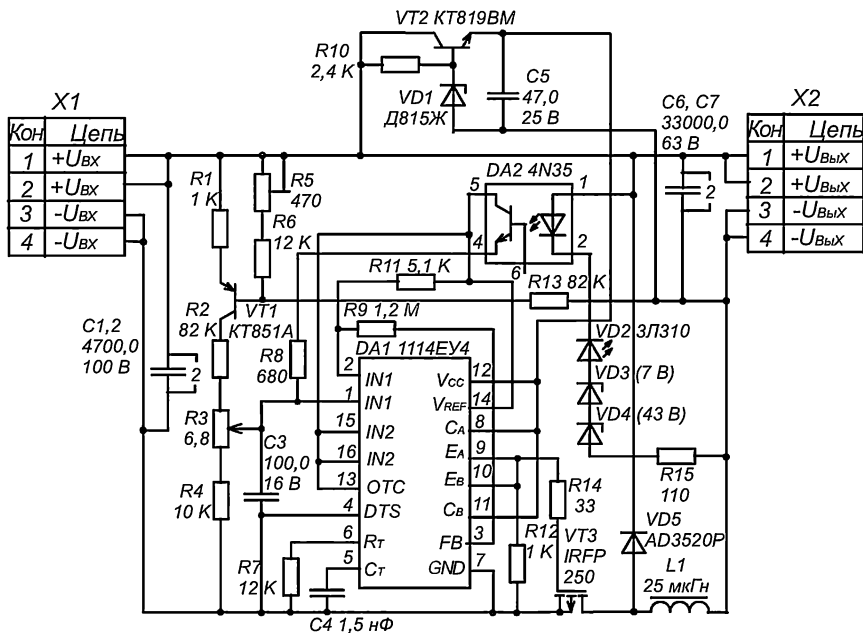 VT2 КТ819ВМ
R10
2,4 К
VD1
Д815Ж
C5
47,0
25 В
C6, C7
33000,0
63 В
2
X1
Кон Цепь
1 +Uвх
2 +Uвх
3 -Uвх
4 -Uвх
X2
Кон Цепь
1 +Uвых
2 +Uвых
3 -Uвых
4 -Uвых
R1
1 К
R5
470
R6
12 К
DA2 4N35
5
1
4
2
6
R11 5,1 К
R13 82 К
R2
82 К
VT1
КТ851А
R9 1,2 М
C1,2
4700,0
100 В
2
R8
680
DA1 1114ЕУ4
VD2 3Л310
VD3 (7 В)
VD4 (43 В)
2 IN1
1 IN1
15 IN2
16 IN2
13 OTC
4 DTS
6 RT
5 CT
VCC 12
VREF 14
CA 8
EA 9
EB 10
CB 11
FB 3
GND 7
R3
6,8
C3
100,0
16 В
R4
10 К
R7
12 К
C4 1,5 нФ
R12
1 К
R14
33
R15
110
VT3
IRFP
250
VD5
AD3520P
L1
25 мкГн